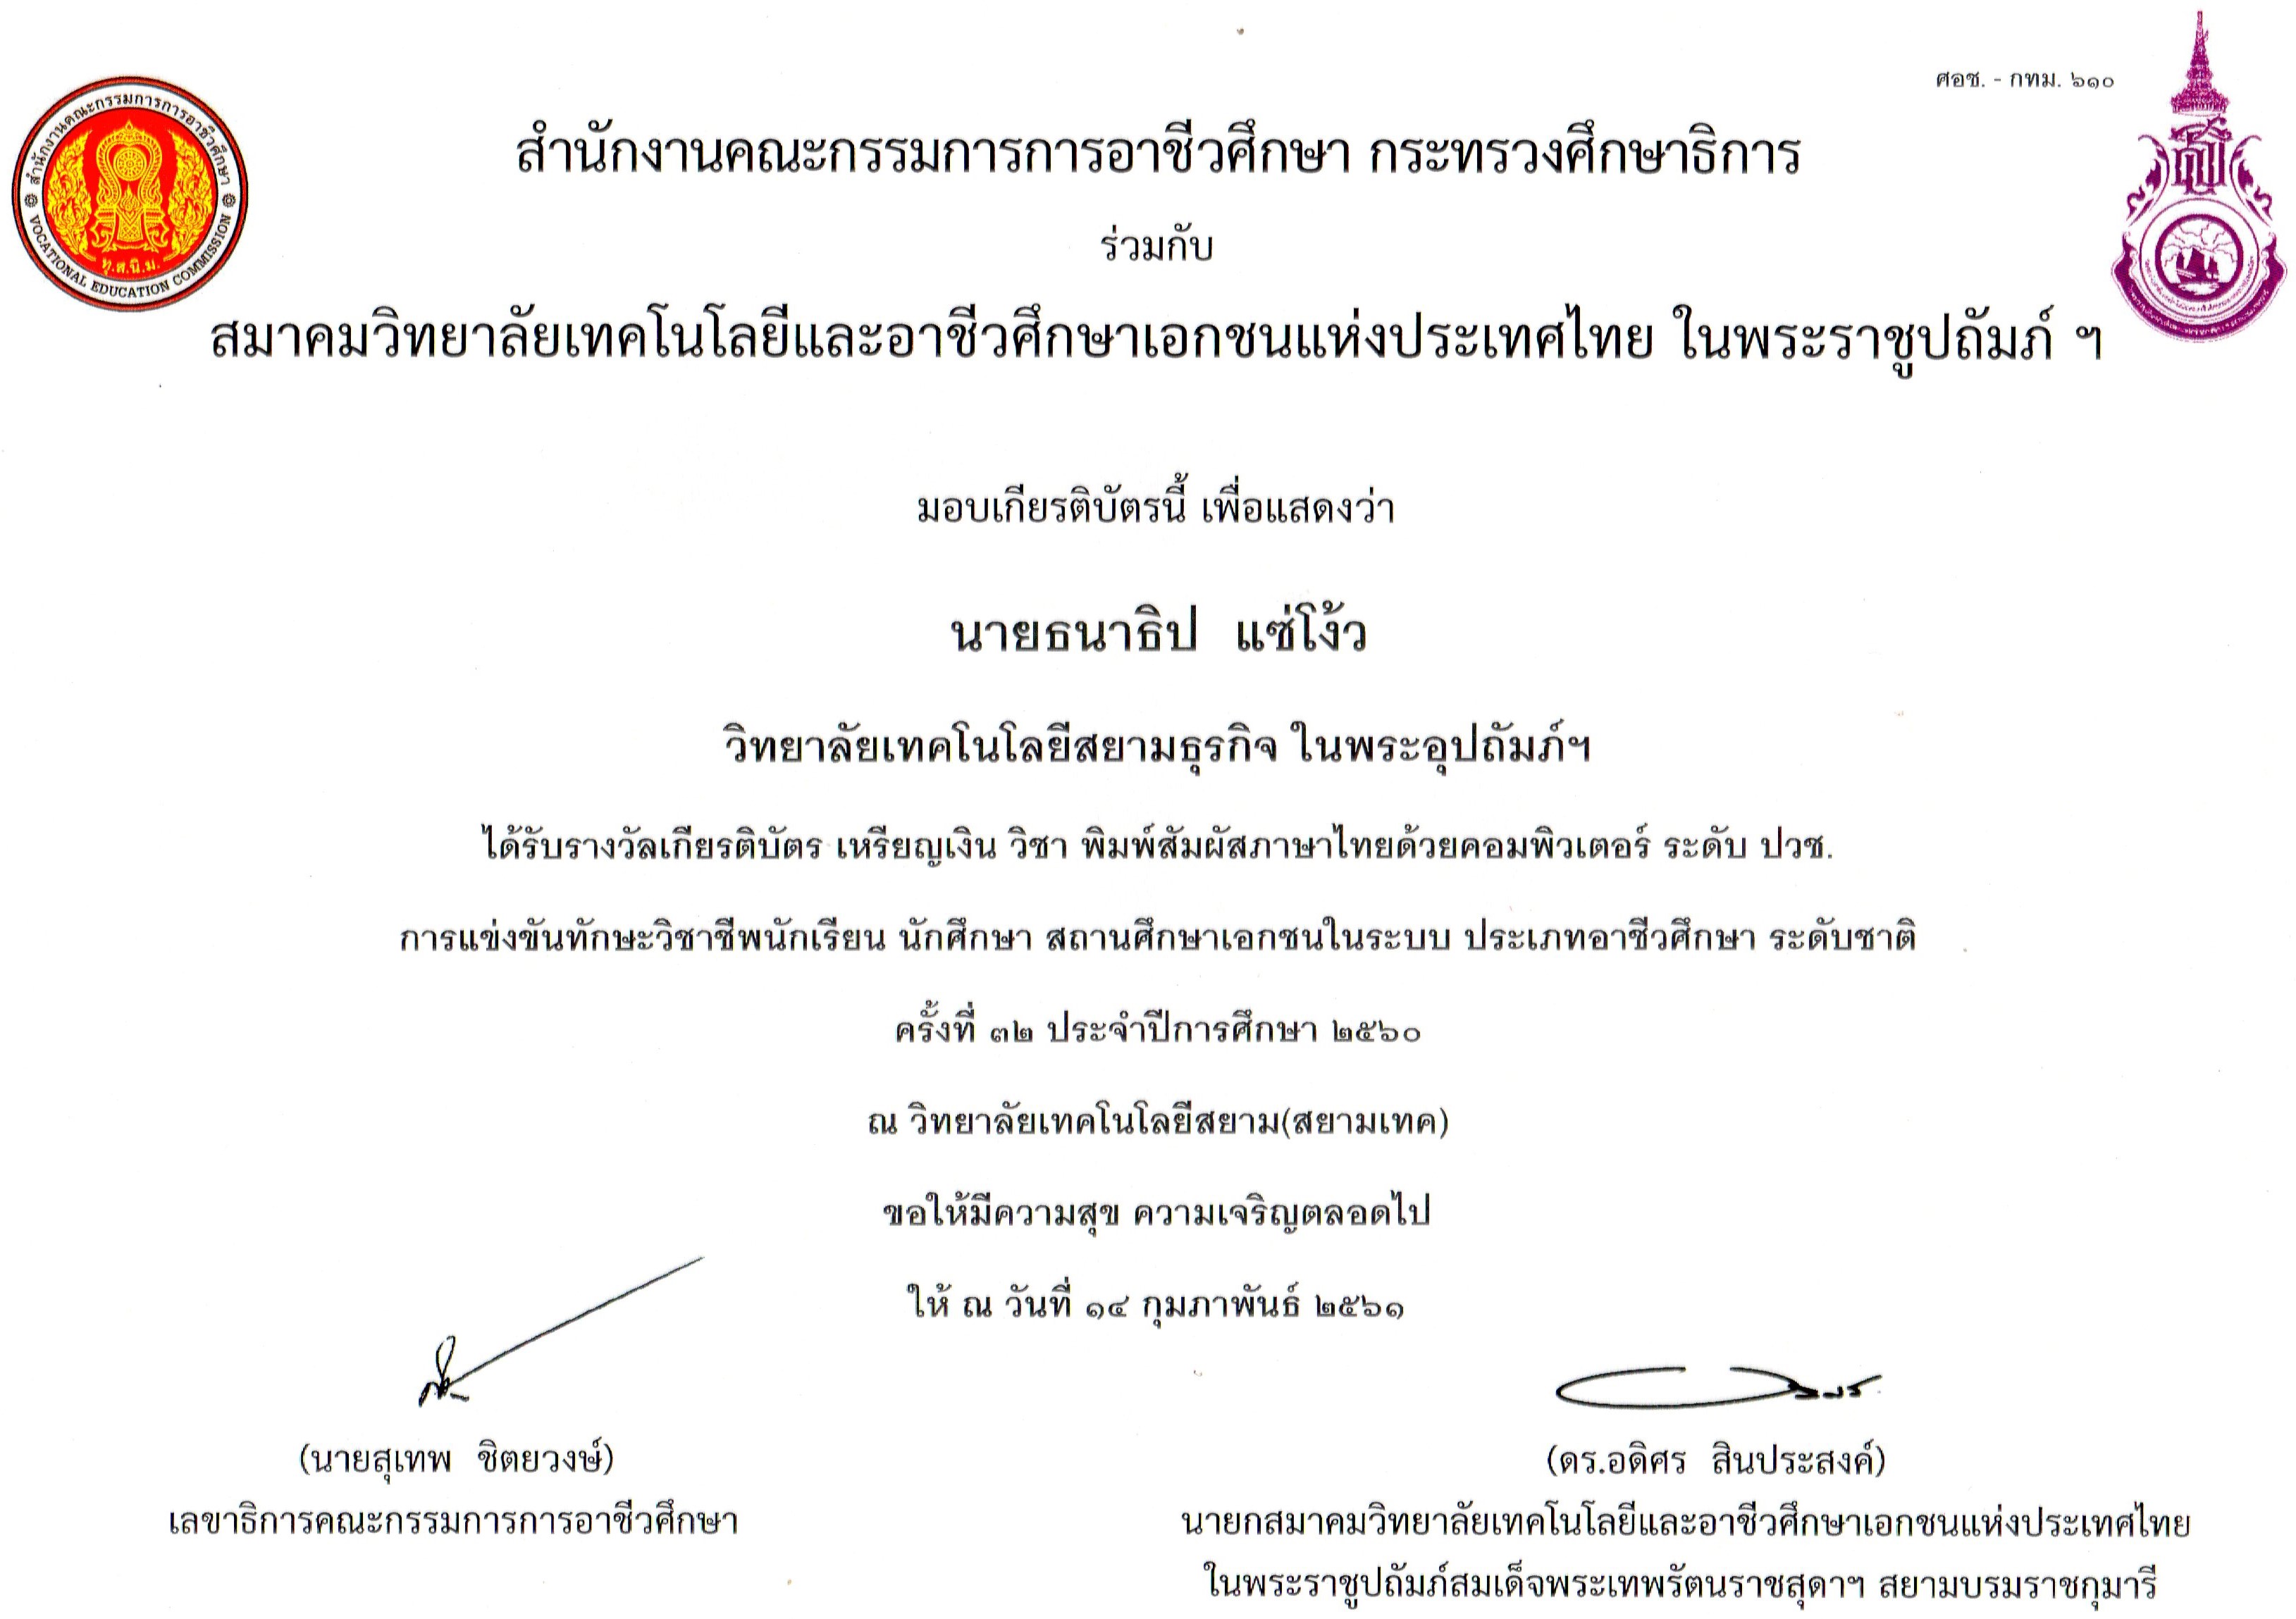 ศอช. - กทม. ๖๑๐
สำนักงานคณะกรรมการการอาชีวศึกษา
VOCATIONAL EDUCATION COMMISSION
ทุ.ส.นิ.ม.
สำนักงานคณะกรรมการการอาชีวศึกษา กระทรวงศึกษาธิการ
ร่วมกับ
สมาคมวิทยาลัยเทคโนโลยีและอาชีวศึกษาเอกชนแห่งประเทศไทย ในพระราชูปถัมภ์ ฯ
มอบเกียรติบัตรนี้ เพื่อแสดงว่า
นายธนาธิป แซ่โง้ว
วิทยาลัยเทคโนโลยีสยามธุรกิจ ในพระอุปถัมภ์ฯ
ได้รับรางวัลเกียรติบัตร เหรียญเงิน วิชา พิมพ์สัมผัสภาษาไทยด้วยคอมพิวเตอร์ ระดับ ปวช.
การแข่งขันทักษะวิชาชีพนักเรียน นักศึกษา สถานศึกษาเอกชนในระบบ ประเภทอาชีวศึกษา ระดับชาติ
ครั้งที่ ๓๒ ประจำปีการศึกษา ๒๕๖๐
ณ วิทยาลัยเทคโนโลยีสยาม(สยามเทค)
ขอให้มีความสุข ความเจริญตลอดไป
ให้ ณ วันที่ ๑๔ กุมภาพันธ์ ๒๕๖๑
(นายสุเทพ ชิตยวงษ์)
เลขาธิการคณะกรรมการการอาชีวศึกษา
(ดร.อดิศร สินประสงค์)
นายกสมาคมวิทยาลัยเทคโนโลยีและอาชีวศึกษาเอกชนแห่งประเทศไทย
ในพระราชูปถัมภ์สมเด็จพระเทพรัตนราชสุดาฯ สยามบรมราชกุมารี